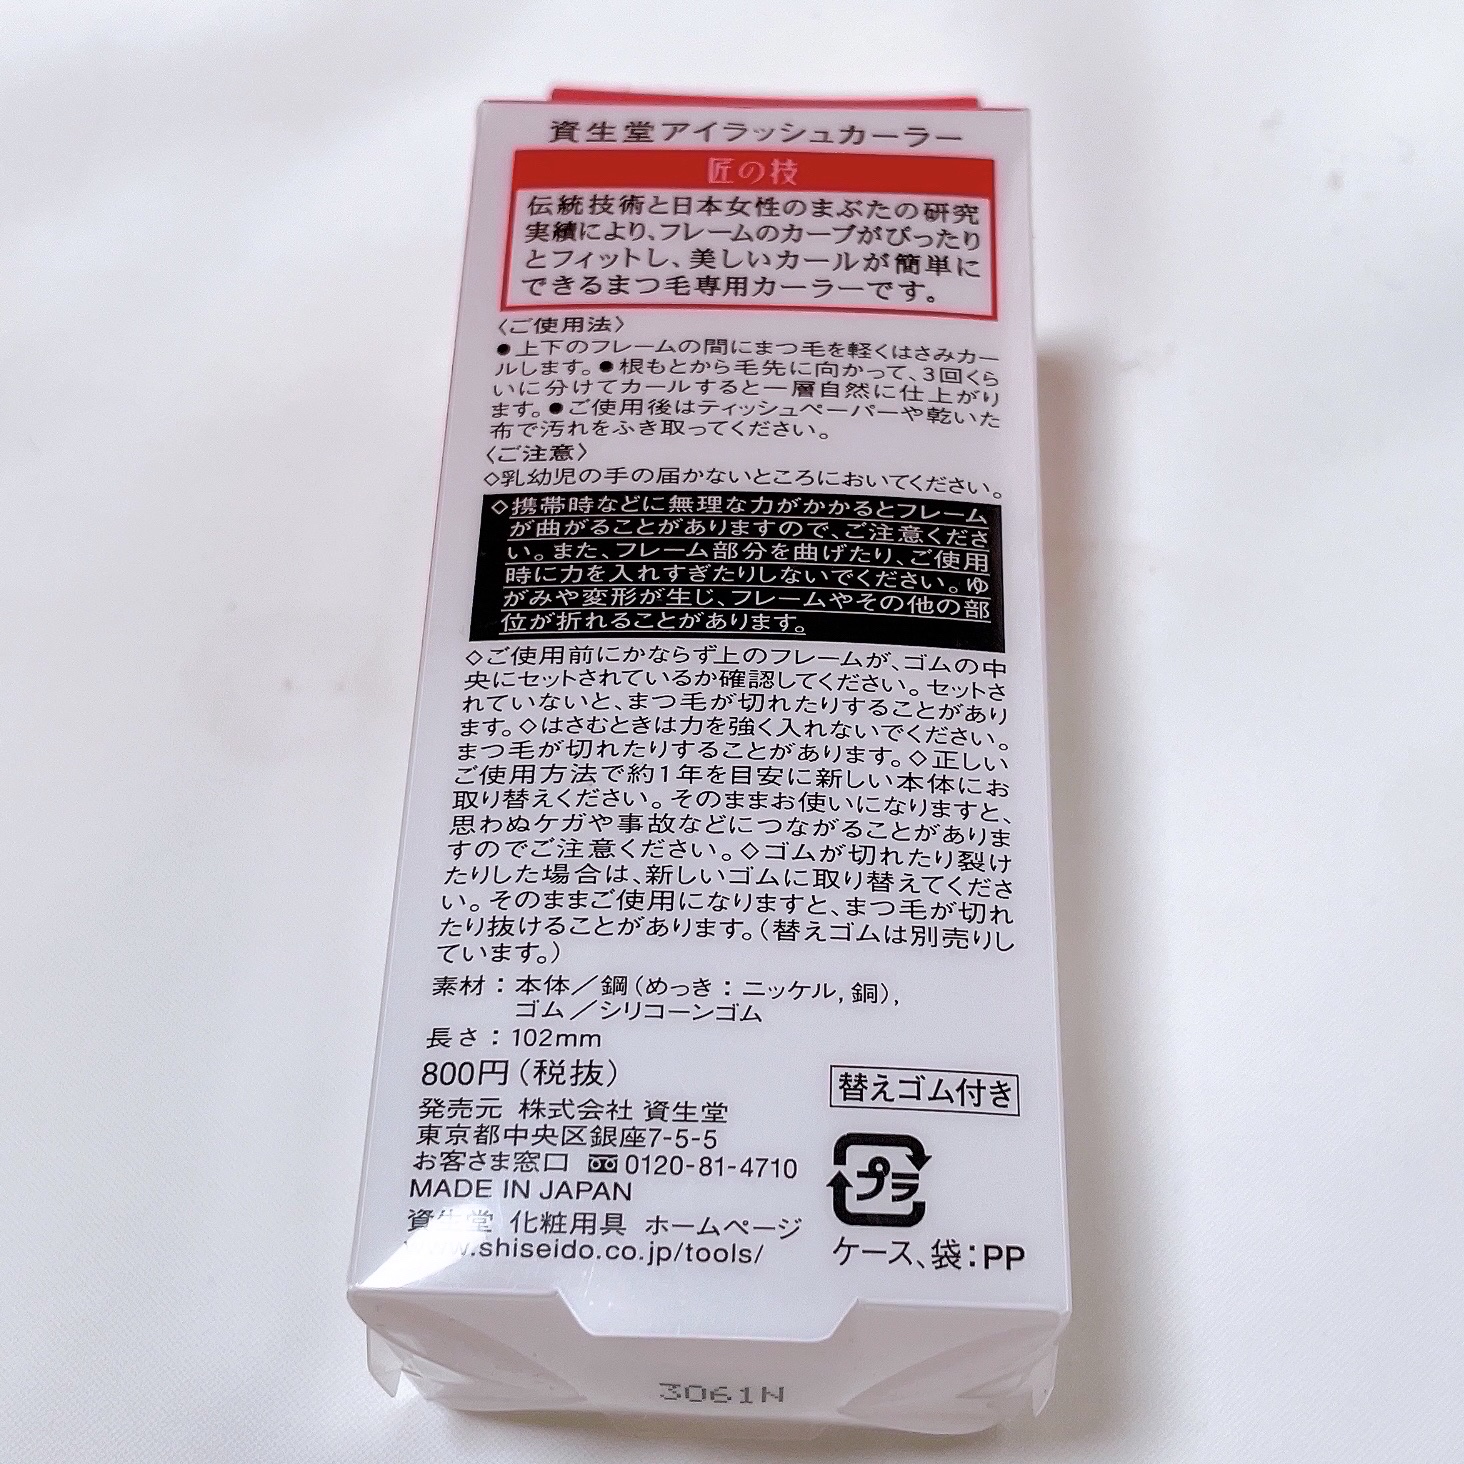 資生堂アイラッシュカーラー
匠の技
伝統技術と日本女性のまぶたの研究
実績により、フレームのカーブがぴったり
とフィットし、美しいカールが簡単に
できるまつ毛専用カーラーです。
〈ご使用法〉
●上下のフレームの間にまつ毛を軽くはさみカー
ルします。●根もとから毛先に向かって、3回くら
いに分けてカールすると一層自然に仕上がり
ます。●ご使用後はティッシュペーパーや乾いた
布で汚れをふき取ってください。
〈ご注意〉
◇乳幼児の手の届かないところにおいてください。
◇携帯時などに無理な力がかかるとフレーム
が曲がることがありますので、ご注意くださ
い。また、フレーム部分を曲げたり、ご使用
時に力を入れすぎたりしないでください。ゆ
がみや変形が生じ、フレームやその他の部
位が折れることがあります。
◇ご使用前にかならず上のフレームが、ゴムの中
央にセットされているか確認してください。セットさ
れていないと、まつ毛が切れたりすることがあり
ます。◇はさむときは力を強く入れないでください。
まつ毛が切れたりすることがあります。◇正しい
ご使用方法で約1年を目安に新しい本体にお
取り替えください。そのままお使いになりますと、
思わぬケガや事故などにつながることがありま
すのでご注意ください。◇ゴムが切れたり裂け
たりした場合は、新しいゴムに取り替えてくださ
い。そのままご使用になりますと、まつ毛が切れ
たり抜けることがあります。（替えゴムは別売りし
ています。）
素材：本体／鋼（めっき：ニッケル,銅）,
ゴム／シリコーンゴム
長さ：102mm
800円（税抜）
替えゴム付き
発売元 株式会社 資生堂
東京都中央区銀座7-5-5
お客さま窓口 0120-81-4710
MADE IN JAPAN
資生堂 化粧用具 ホームページ
www.shiseido.co.jp/tools/
プラ
ケース、袋：PP
3061N